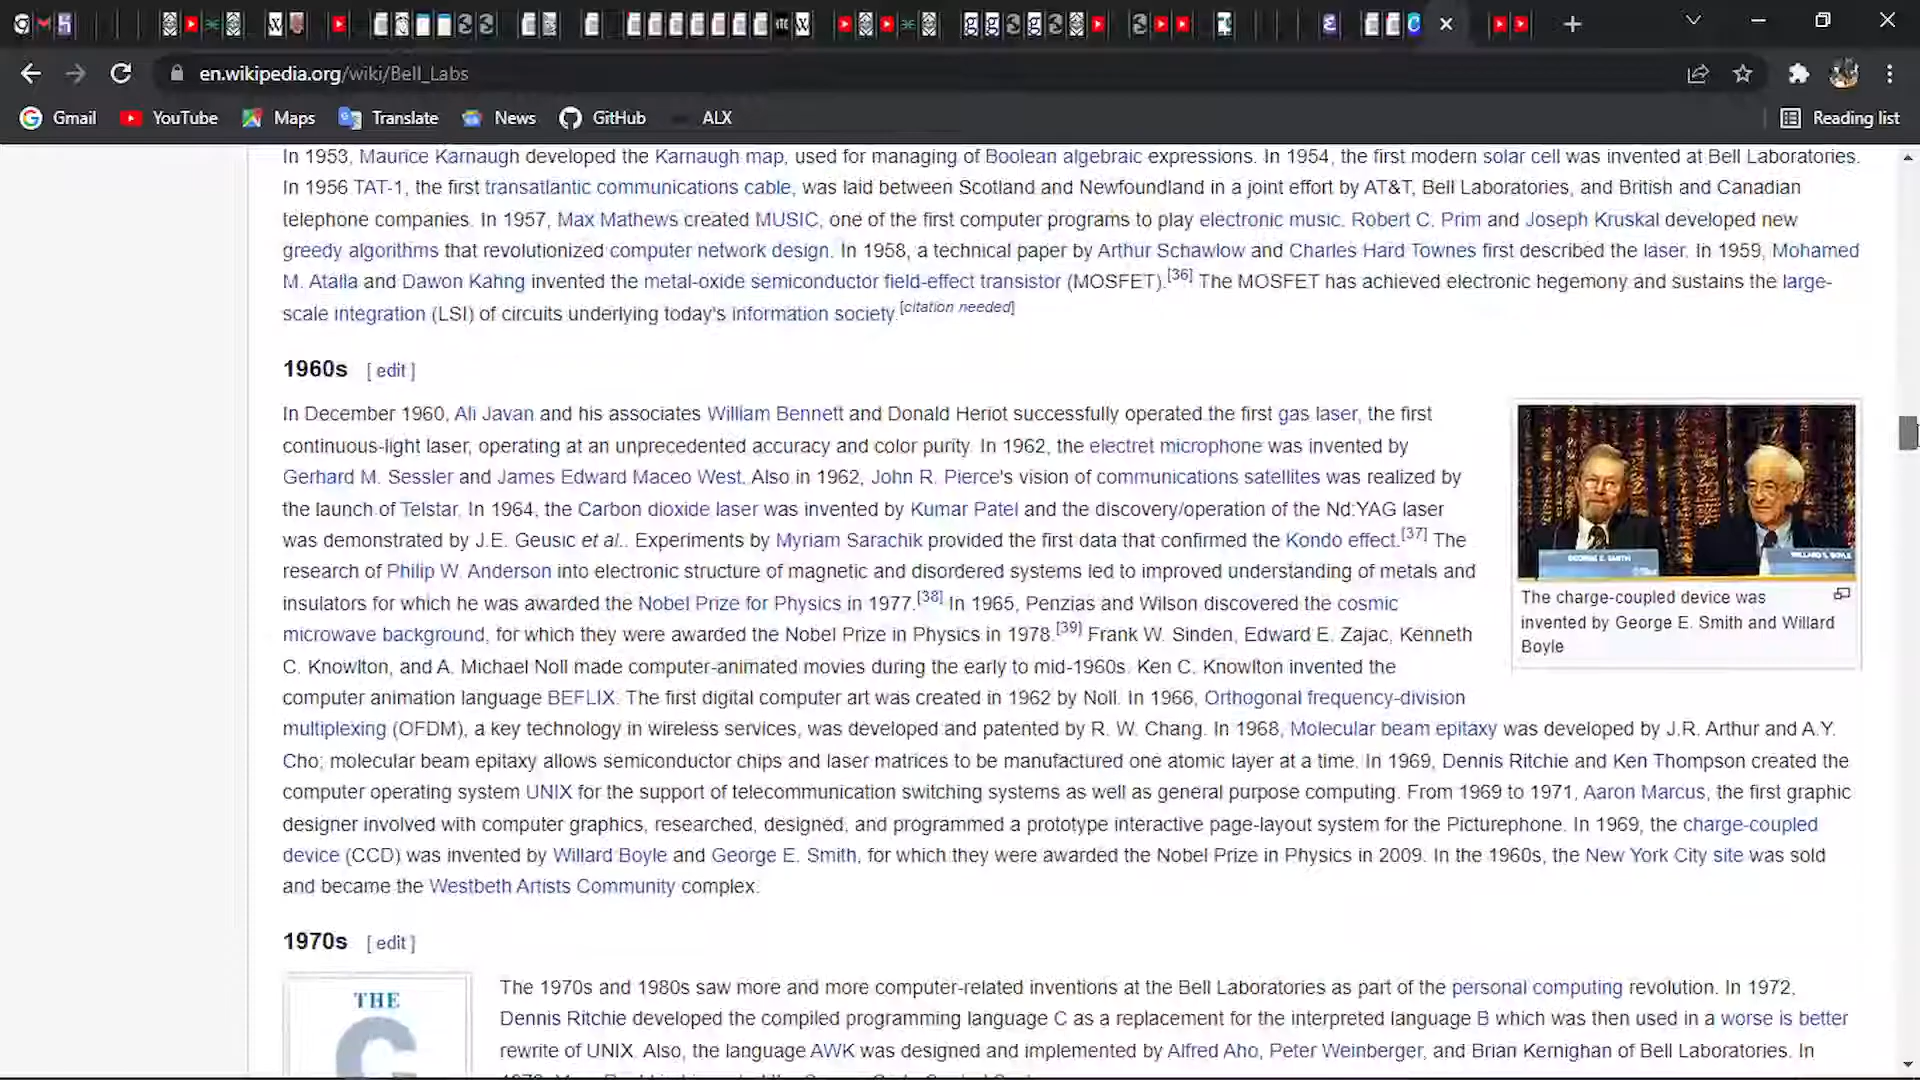 en.wikipedia.org/wiki/Bell_Labs
Gmail YouTube Maps Translate News GitHub ALX Reading list
In 1953, Maurice Karnaugh developed the Karnaugh map, used for managing of Boolean algebraic expressions. In 1954, the first modern solar cell was invented at Bell Laboratories.
In 1956 TAT-1, the first transatlantic communications cable, was laid between Scotland and Newfoundland in a joint effort by AT&T, Bell Laboratories, and British and Canadian
telephone companies. In 1957, Max Mathews created MUSIC, one of the first computer programs to play electronic music. Robert C. Prim and Joseph Kruskal developed new
greedy algorithms that revolutionized computer network design. In 1958, a technical paper by Arthur Schawlow and Charles Hard Townes first described the laser. In 1959, Mohamed
M. Atalla and Dawon Kahng invented the metal-oxide semiconductor field-effect transistor (MOSFET).[36] The MOSFET has achieved electronic hegemony and sustains the large-
scale integration (LSI) of circuits underlying today's information society.[citation needed]
1960s [ edit ]
In December 1960, Ali Javan and his associates William Bennett and Donald Heriot successfully operated the first gas laser, the first
continuous-light laser, operating at an unprecedented accuracy and color purity. In 1962, the electret microphone was invented by
Gerhard M. Sessler and James Edward Maceo West. Also in 1962, John R. Pierce's vision of communications satellites was realized by
the launch of Telstar. In 1964, the Carbon dioxide laser was invented by Kumar Patel and the discovery/operation of the Nd:YAG laser
was demonstrated by J.E. Geusic et al.. Experiments by Myriam Sarachik provided the first data that confirmed the Kondo effect.[37] The
research of Philip W. Anderson into electronic structure of magnetic and disordered systems led to improved understanding of metals and
insulators for which he was awarded the Nobel Prize for Physics in 1977.[38] In 1965, Penzias and Wilson discovered the cosmic
microwave background, for which they were awarded the Nobel Prize in Physics in 1978.[39] Frank W. Sinden, Edward E. Zajac, Kenneth
C. Knowlton, and A. Michael Noll made computer-animated movies during the early to mid-1960s. Ken C. Knowlton invented the
computer animation language BEFLIX. The first digital computer art was created in 1962 by Noll. In 1966, Orthogonal frequency-division
multiplexing (OFDM), a key technology in wireless services, was developed and patented by R. W. Chang. In 1968, Molecular beam epitaxy was developed by J.R. Arthur and A.Y.
Cho; molecular beam epitaxy allows semiconductor chips and laser matrices to be manufactured one atomic layer at a time. In 1969, Dennis Ritchie and Ken Thompson created the
computer operating system UNIX for the support of telecommunication switching systems as well as general purpose computing. From 1969 to 1971, Aaron Marcus, the first graphic
designer involved with computer graphics, researched, designed, and programmed a prototype interactive page-layout system for the Picturephone. In 1969, the charge-coupled
device (CCD) was invented by Willard Boyle and George E. Smith, for which they were awarded the Nobel Prize in Physics in 2009. In the 1960s, the New York City site was sold
and became the Westbeth Artists Community complex.
GEORGE E. SMITH
WILLARD S. BOYLE
The charge-coupled device was
invented by George E. Smith and Willard
Boyle
1970s [ edit ]
THE
C
The 1970s and 1980s saw more and more computer-related inventions at the Bell Laboratories as part of the personal computing revolution. In 1972,
Dennis Ritchie developed the compiled programming language C as a replacement for the interpreted language B which was then used in a worse is better
rewrite of UNIX. Also, the language AWK was designed and implemented by Alfred Aho, Peter Weinberger, and Brian Kernighan of Bell Laboratories. In